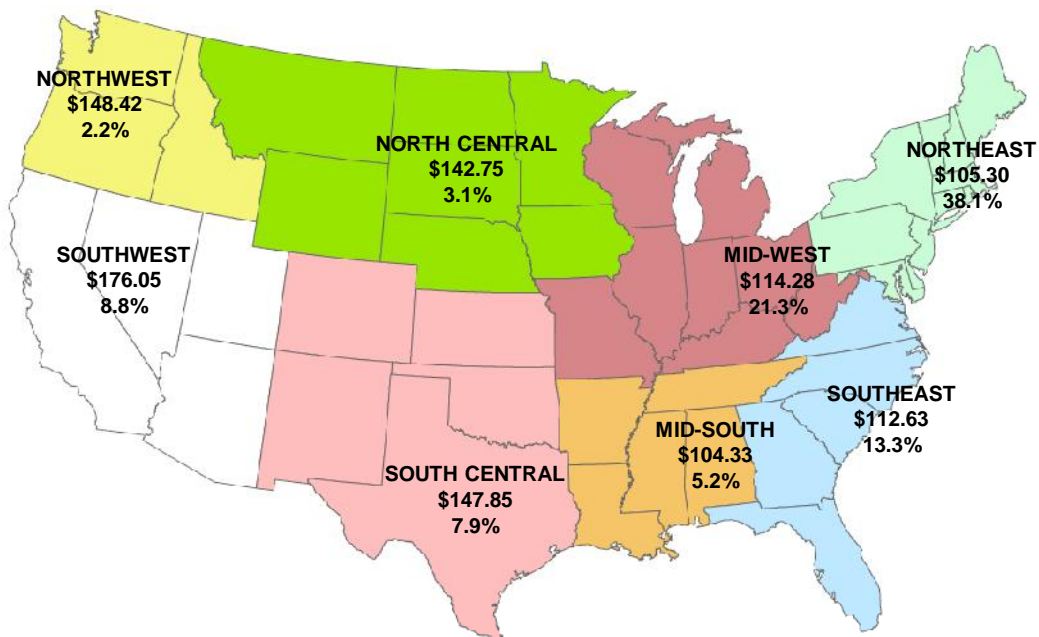 NORTHWEST
$148.42
2.2%
NORTH CENTRAL
$142.75
3.1%
NORTHEAST
$105.30
38.1%
SOUTHWEST
$176.05
8.8%
MID-WEST
$114.28
21.3%
SOUTHEAST
$112.63
13.3%
MID-SOUTH
$104.33
5.2%
SOUTH CENTRAL
$147.85
7.9%